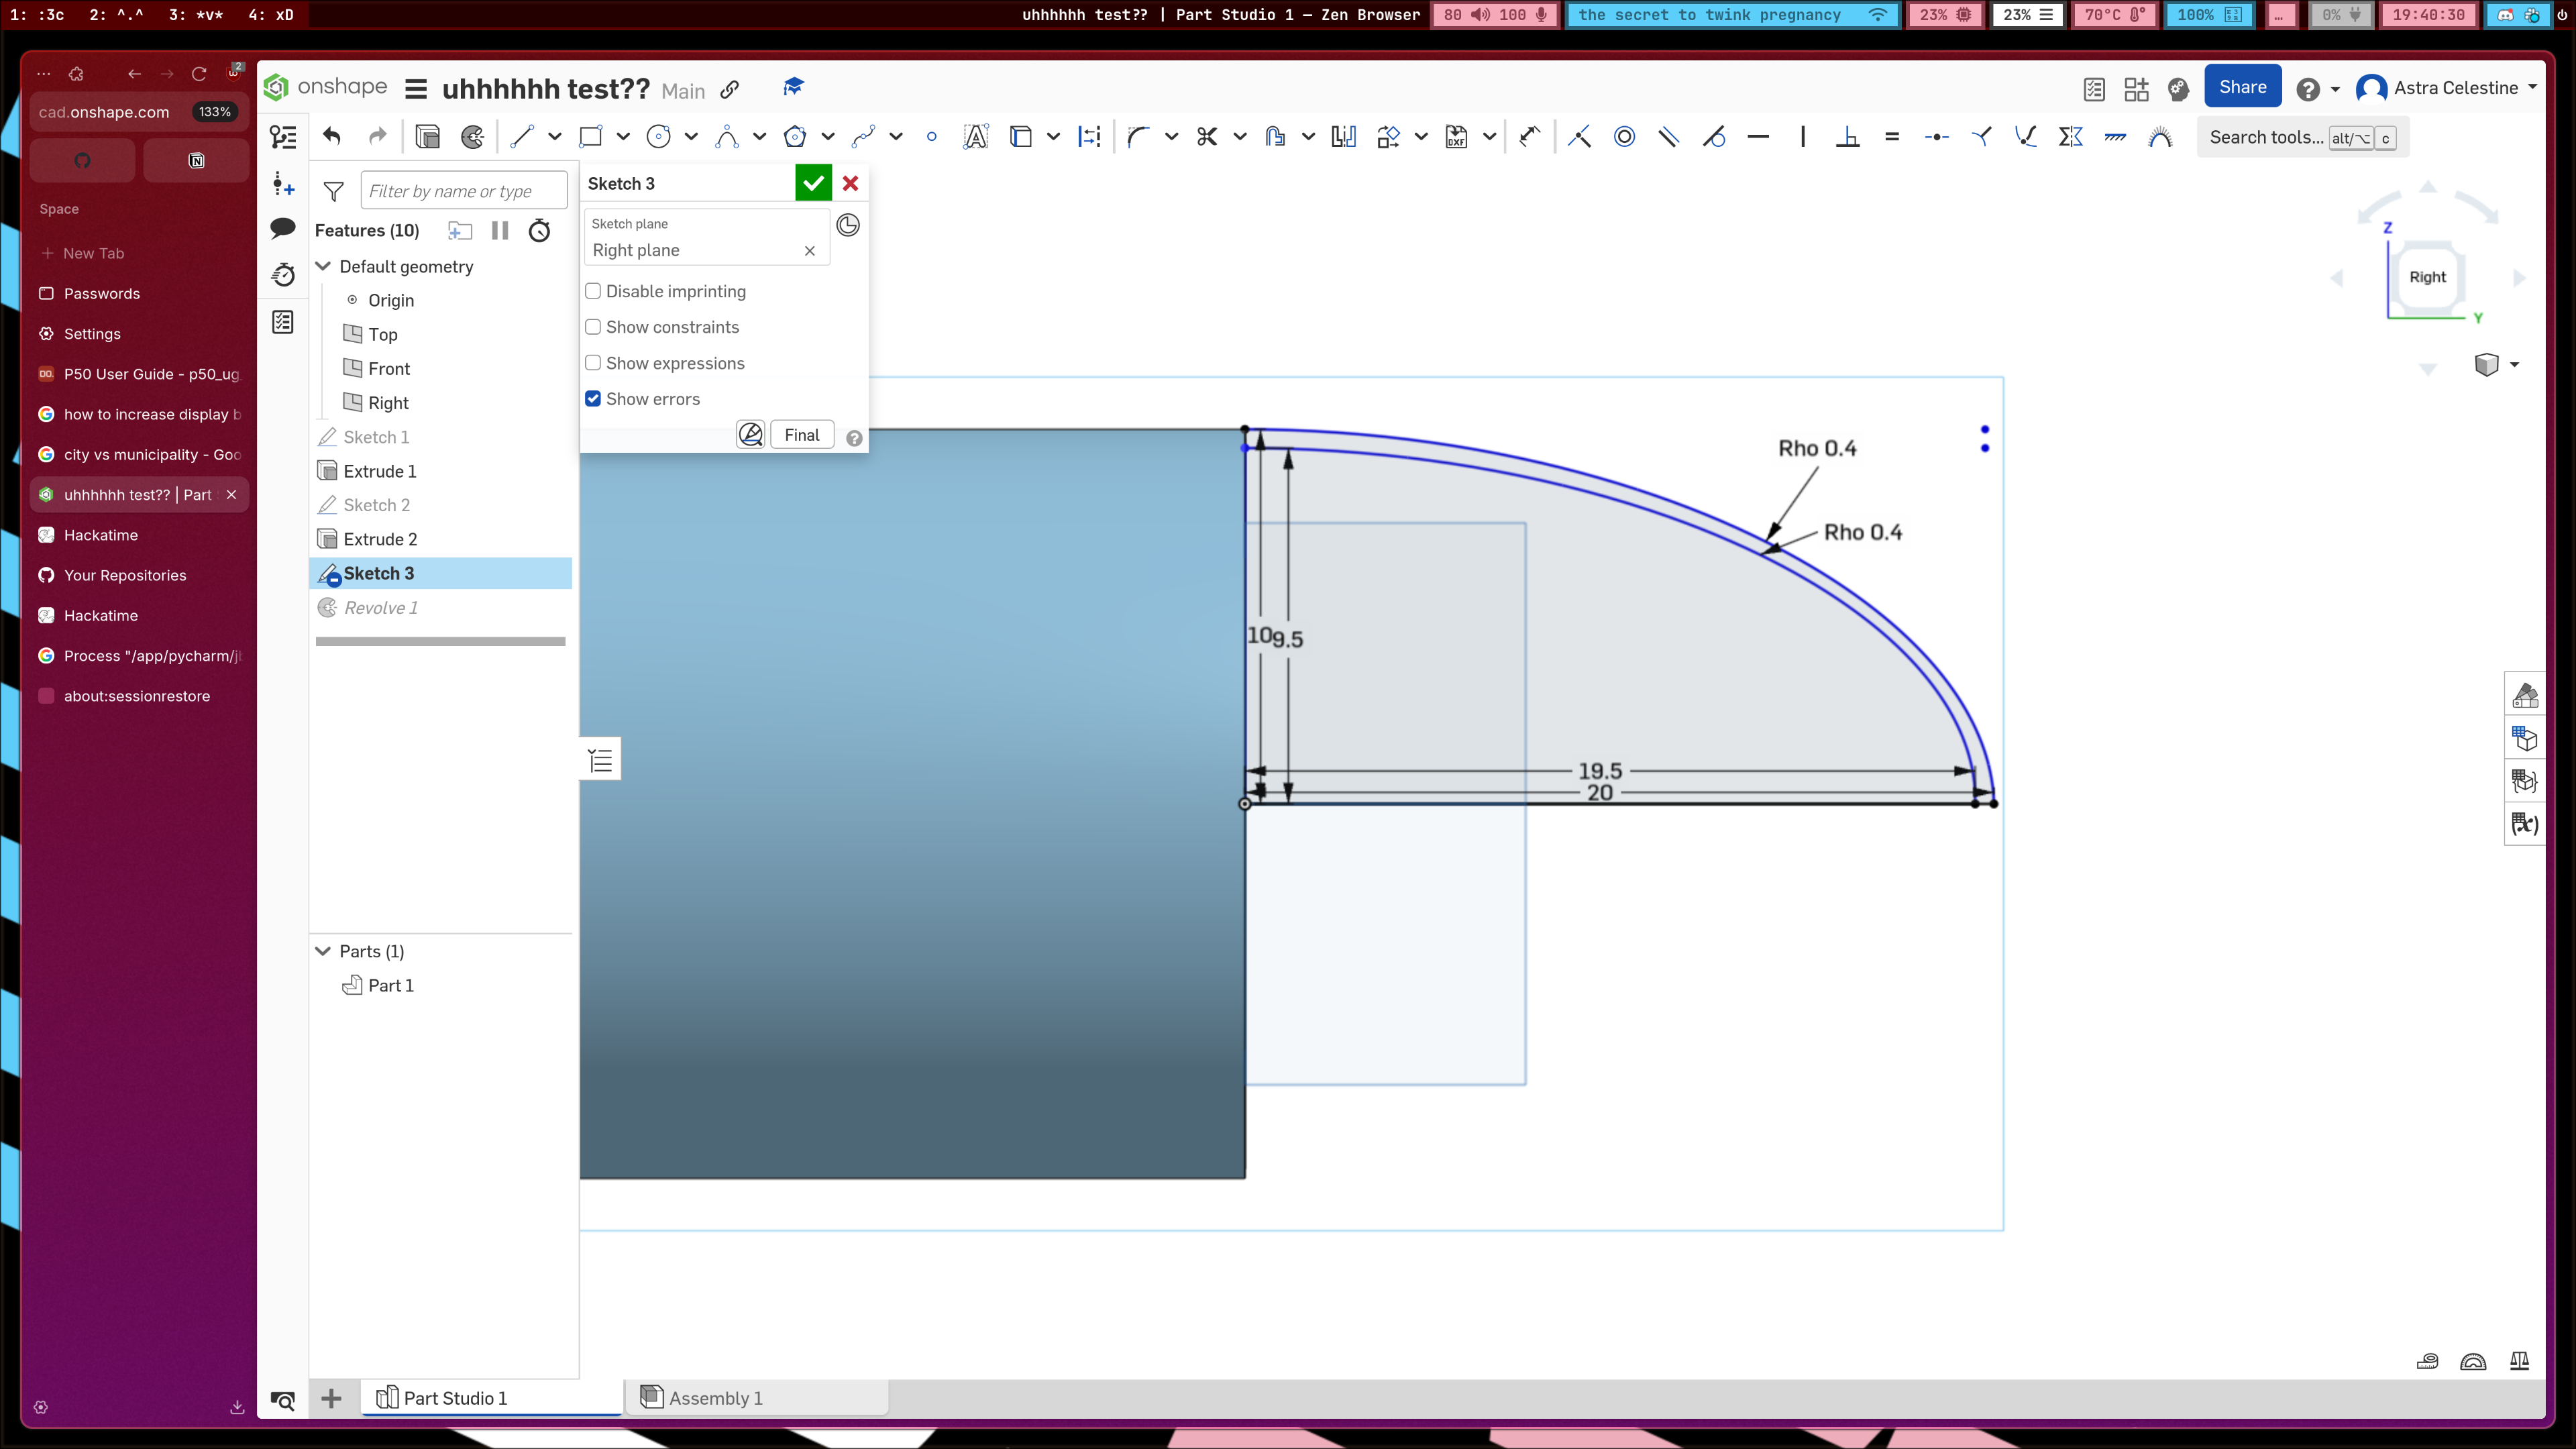 1: :3c 2: ^.^ 3: *v* 4: xD
uhhhhhh test?? | Part Studio 1 — Zen Browser
80 100
the secret to twink pregnancy
23%
23%
70°C
100%
…
0%
19:40:30
2
cad.onshape.com 133%
Space
New Tab
Passwords
Settings
P50 User Guide - p50_ug
how to increase display b
city vs municipality - Goo
uhhhhhh test?? | Part
Hackatime
Your Repositories
Hackatime
Process "/app/pycharm/j
about:sessionrestore
onshape
uhhhhhh test?? Main
Share
Astra Celestine
Search tools... alt/⌥ c
Filter by name or type
Features (10)
Default geometry
Origin
Top
Front
Right
Sketch 1
Extrude 1
Sketch 2
Extrude 2
Sketch 3
Revolve 1
Parts (1)
Part 1
Sketch 3
Sketch plane
Right plane
Disable imprinting
Show constraints
Show expressions
Show errors
Final
Rho 0.4
Rho 0.4
10
9.5
19.5
20
Z
Right
Y
Part Studio 1
Assembly 1